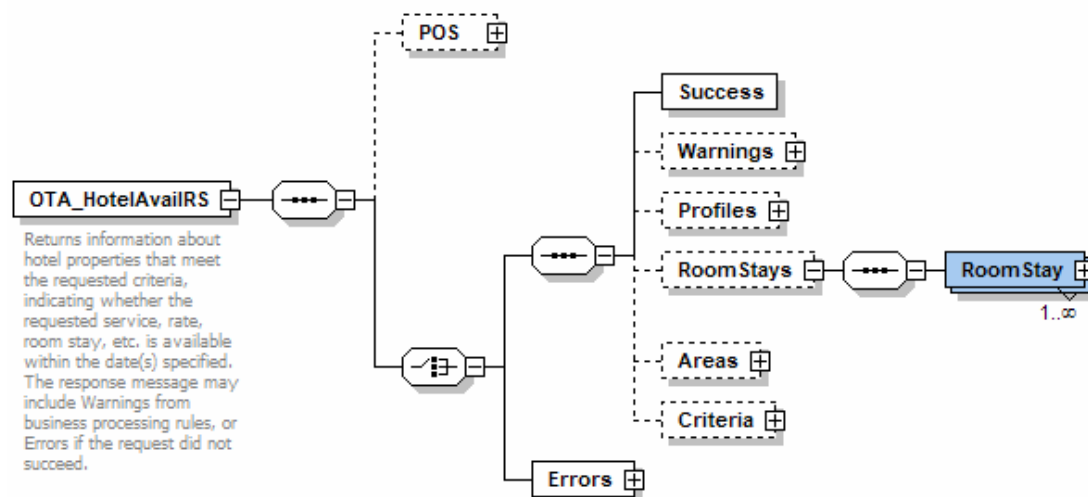 POS
Success
Warnings
Profiles
OTA_HotelAvailRS
RoomStays
RoomStay
1..∞
Returns information about
hotel properties that meet
the requested criteria,
indicating whether the
requested service, rate,
room stay, etc. is available
within the date(s) specified.
The response message may
include Warnings from
business processing rules, or
Errors if the request did not
succeed.
Areas
Criteria
Errors